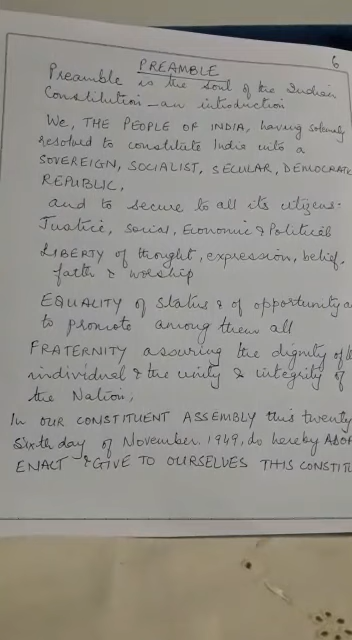 6
PREAMBLE
Preamble is the soul of the Indian
Constitution - an introduction
We, THE PEOPLE OF INDIA, having solemnly
resolved to constitute India into a
SOVEREIGN, SOCIALIST, SECULAR, DEMOCRATIC
REPUBLIC,
and to secure to all its citizens:
Justice, Social, Economic & Political
LIBERTY of thought, expression, belief,
faith & worship
EQUALITY of status & of opportunity a
to promote among them all
FRATERNITY assuring the dignity of t
individual & the unity & integrity of
the Nation;
In OUR CONSTITUENT ASSEMBLY this twenty
sixth day of November 1949, do hereby ADOP
ENACT & GIVE TO OURSELVES THIS CONSTITU